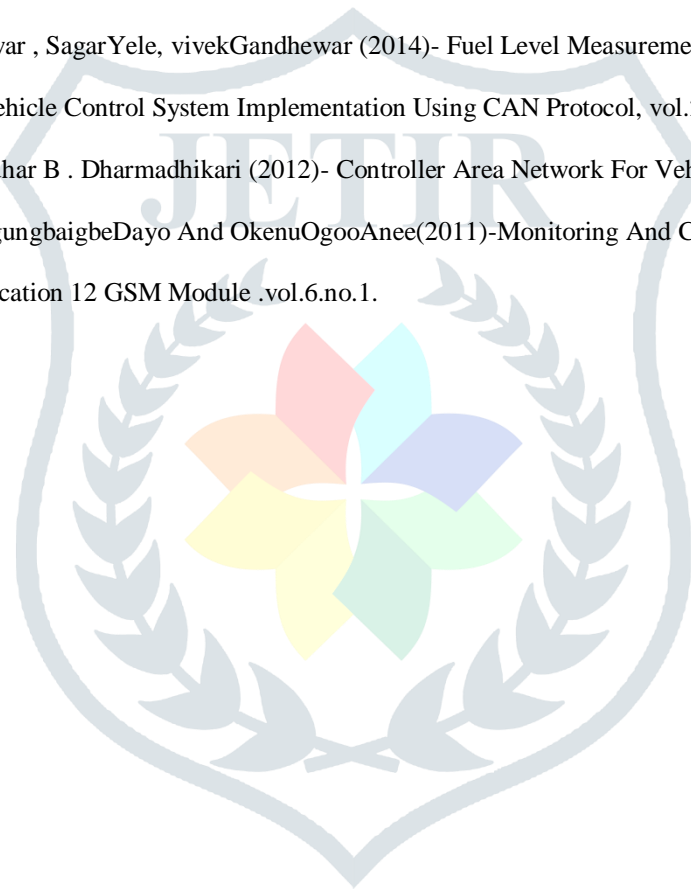 var , SagarYele, vivekGandhewar (2014)- Fuel Level Measureme
ehicle Control System Implementation Using CAN Protocol, vol.
har B . Dharmadhikari (2012)- Controller Area Network For Veh
gungbaigbeDayo And OkenuOgooAnee(2011)-Monitoring And C
cation 12 GSM Module .vol.6.no.1.
JETIR